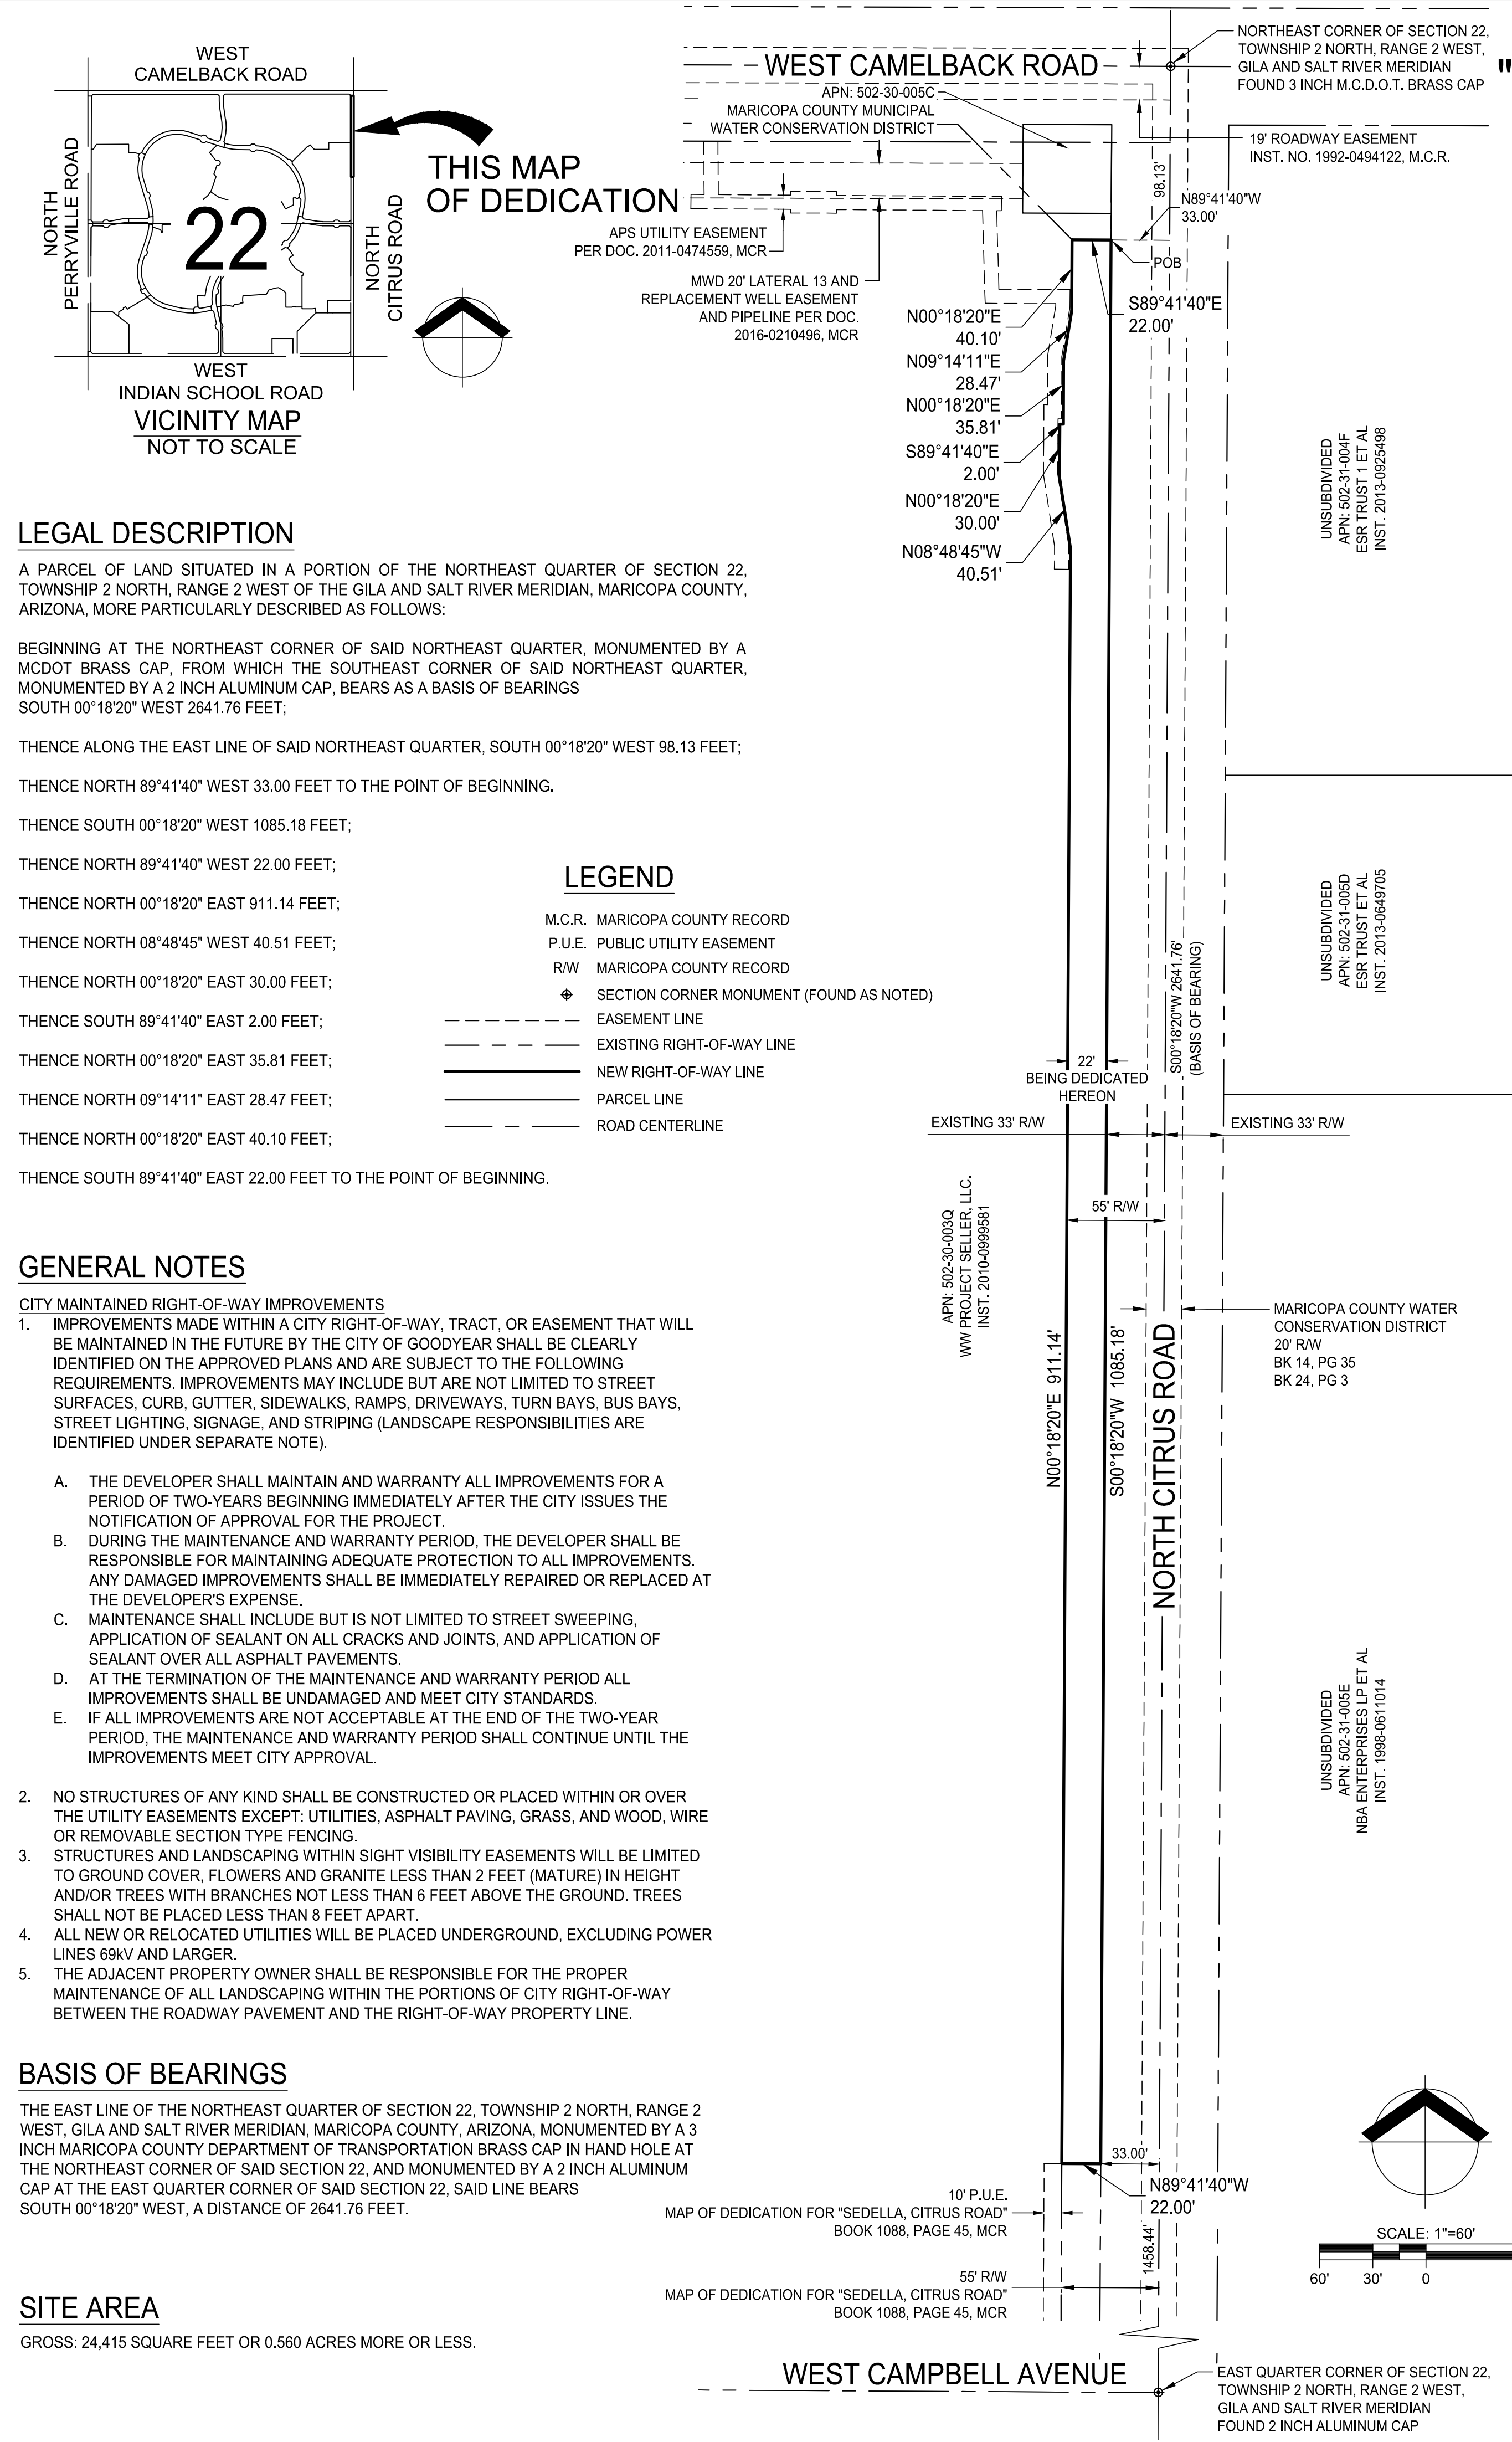 WEST
CAMELBACK ROAD
NORTH
PERRYVILLE ROAD
22
NORTH
CITRUS ROAD
WEST
INDIAN SCHOOL ROAD
VICINITY MAP
NOT TO SCALE
THIS MAP
OF DEDICATION
LEGAL DESCRIPTION
A PARCEL OF LAND SITUATED IN A PORTION OF THE NORTHEAST QUARTER OF SECTION 22,
TOWNSHIP 2 NORTH, RANGE 2 WEST OF THE GILA AND SALT RIVER MERIDIAN, MARICOPA COUNTY,
ARIZONA, MORE PARTICULARLY DESCRIBED AS FOLLOWS:
BEGINNING AT THE NORTHEAST CORNER OF SAID NORTHEAST QUARTER, MONUMENTED BY A
MCDOT BRASS CAP, FROM WHICH THE SOUTHEAST CORNER OF SAID NORTHEAST QUARTER,
MONUMENTED BY A 2 INCH ALUMINUM CAP, BEARS AS A BASIS OF BEARINGS
SOUTH 00°18'20" WEST 2641.76 FEET;
THENCE ALONG THE EAST LINE OF SAID NORTHEAST QUARTER, SOUTH 00°18'20" WEST 98.13 FEET;
THENCE NORTH 89°41'40" WEST 33.00 FEET TO THE POINT OF BEGINNING.
THENCE SOUTH 00°18'20" WEST 1085.18 FEET;
THENCE NORTH 89°41'40" WEST 22.00 FEET;
THENCE NORTH 00°18'20" EAST 911.14 FEET;
THENCE NORTH 08°48'45" WEST 40.51 FEET;
THENCE NORTH 00°18'20" EAST 30.00 FEET;
THENCE SOUTH 89°41'40" EAST 2.00 FEET;
THENCE NORTH 00°18'20" EAST 35.81 FEET;
THENCE NORTH 09°14'11" EAST 28.47 FEET;
THENCE NORTH 00°18'20" EAST 40.10 FEET;
THENCE SOUTH 89°41'40" EAST 22.00 FEET TO THE POINT OF BEGINNING.
LEGEND
M.C.R. MARICOPA COUNTY RECORD
P.U.E. PUBLIC UTILITY EASEMENT
R/W MARICOPA COUNTY RECORD
SECTION CORNER MONUMENT (FOUND AS NOTED)
EASEMENT LINE
EXISTING RIGHT-OF-WAY LINE
NEW RIGHT-OF-WAY LINE
PARCEL LINE
ROAD CENTERLINE
GENERAL NOTES
CITY MAINTAINED RIGHT-OF-WAY IMPROVEMENTS
1. IMPROVEMENTS MADE WITHIN A CITY RIGHT-OF-WAY, TRACT, OR EASEMENT THAT WILL
BE MAINTAINED IN THE FUTURE BY THE CITY OF GOODYEAR SHALL BE CLEARLY
IDENTIFIED ON THE APPROVED PLANS AND ARE SUBJECT TO THE FOLLOWING
REQUIREMENTS. IMPROVEMENTS MAY INCLUDE BUT ARE NOT LIMITED TO STREET
SURFACES, CURB, GUTTER, SIDEWALKS, RAMPS, DRIVEWAYS, TURN BAYS, BUS BAYS,
STREET LIGHTING, SIGNAGE, AND STRIPING (LANDSCAPE RESPONSIBILITIES ARE
IDENTIFIED UNDER SEPARATE NOTE).
A. THE DEVELOPER SHALL MAINTAIN AND WARRANTY ALL IMPROVEMENTS FOR A
PERIOD OF TWO-YEARS BEGINNING IMMEDIATELY AFTER THE CITY ISSUES THE
NOTIFICATION OF APPROVAL FOR THE PROJECT.
B. DURING THE MAINTENANCE AND WARRANTY PERIOD, THE DEVELOPER SHALL BE
RESPONSIBLE FOR MAINTAINING ADEQUATE PROTECTION TO ALL IMPROVEMENTS.
ANY DAMAGED IMPROVEMENTS SHALL BE IMMEDIATELY REPAIRED OR REPLACED AT
THE DEVELOPER'S EXPENSE.
C. MAINTENANCE SHALL INCLUDE BUT IS NOT LIMITED TO STREET SWEEPING,
APPLICATION OF SEALANT ON ALL CRACKS AND JOINTS, AND APPLICATION OF
SEALANT OVER ALL ASPHALT PAVEMENTS.
D. AT THE TERMINATION OF THE MAINTENANCE AND WARRANTY PERIOD ALL
IMPROVEMENTS SHALL BE UNDAMAGED AND MEET CITY STANDARDS.
E. IF ALL IMPROVEMENTS ARE NOT ACCEPTABLE AT THE END OF THE TWO-YEAR
PERIOD, THE MAINTENANCE AND WARRANTY PERIOD SHALL CONTINUE UNTIL THE
IMPROVEMENTS MEET CITY APPROVAL.
2. NO STRUCTURES OF ANY KIND SHALL BE CONSTRUCTED OR PLACED WITHIN OR OVER
THE UTILITY EASEMENTS EXCEPT: UTILITIES, ASPHALT PAVING, GRASS, AND WOOD, WIRE
OR REMOVABLE SECTION TYPE FENCING.
3. STRUCTURES AND LANDSCAPING WITHIN SIGHT VISIBILITY EASEMENTS WILL BE LIMITED
TO GROUND COVER, FLOWERS AND GRANITE LESS THAN 2 FEET (MATURE) IN HEIGHT
AND/OR TREES WITH BRANCHES NOT LESS THAN 6 FEET ABOVE THE GROUND. TREES
SHALL NOT BE PLACED LESS THAN 8 FEET APART.
4. ALL NEW OR RELOCATED UTILITIES WILL BE PLACED UNDERGROUND, EXCLUDING POWER
LINES 69kV AND LARGER.
5. THE ADJACENT PROPERTY OWNER SHALL BE RESPONSIBLE FOR THE PROPER
MAINTENANCE OF ALL LANDSCAPING WITHIN THE PORTIONS OF CITY RIGHT-OF-WAY
BETWEEN THE ROADWAY PAVEMENT AND THE RIGHT-OF-WAY PROPERTY LINE.
BASIS OF BEARINGS
THE EAST LINE OF THE NORTHEAST QUARTER OF SECTION 22, TOWNSHIP 2 NORTH, RANGE 2
WEST, GILA AND SALT RIVER MERIDIAN, MARICOPA COUNTY, ARIZONA, MONUMENTED BY A 3
INCH MARICOPA COUNTY DEPARTMENT OF TRANSPORTATION BRASS CAP IN HAND HOLE AT
THE NORTHEAST CORNER OF SAID SECTION 22, AND MONUMENTED BY A 2 INCH ALUMINUM
CAP AT THE EAST QUARTER CORNER OF SAID SECTION 22, SAID LINE BEARS
SOUTH 00°18'20" WEST, A DISTANCE OF 2641.76 FEET.
SITE AREA
GROSS: 24,415 SQUARE FEET OR 0.560 ACRES MORE OR LESS.
WEST CAMELBACK ROAD
APN: 502-30-005C
MARICOPA COUNTY MUNICIPAL
WATER CONSERVATION DISTRICT
NORTHEAST CORNER OF SECTION 22,
TOWNSHIP 2 NORTH, RANGE 2 WEST,
GILA AND SALT RIVER MERIDIAN
FOUND 3 INCH M.C.D.O.T. BRASS CAP
"
19' ROADWAY EASEMENT
INST. NO. 1992-0494122, M.C.R.
98.13'
N89°41'40"W
33.00'
POB
S89°41'40"E
22.00'
APS UTILITY EASEMENT
PER DOC. 2011-0474559, MCR
MWD 20' LATERAL 13 AND
REPLACEMENT WELL EASEMENT
AND PIPELINE PER DOC.
2016-0210496, MCR
N00°18'20"E
40.10'
N09°14'11"E
28.47'
N00°18'20"E
35.81'
S89°41'40"E
2.00'
N00°18'20"E
30.00'
N08°48'45"W
40.51'
UNSUBDIVIDED
APN: 502-31-004F
ESR TRUST 1 ET AL
INST. 2013-0925498
UNSUBDIVIDED
APN: 502-31-005D
ESR TRUST ET AL
INST. 2013-0649705
S00°18'20"W 2641.76'
(BASIS OF BEARING)
22'
BEING DEDICATED
HEREON
EXISTING 33' R/W
EXISTING 33' R/W
55' R/W
APN: 502-30-003Q
WW PROJECT SELLER, LLC.
INST. 2010-0999581
N00°18'20"E 911.14'
S00°18'20"W 1085.18'
NORTH CITRUS ROAD
MARICOPA COUNTY WATER
CONSERVATION DISTRICT
20' R/W
BK 14, PG 35
BK 24, PG 3
UNSUBDIVIDED
APN: 502-31-005E
NBA ENTERPRISES LP ET AL
INST. 1998-0611014
33.00'
N89°41'40"W
22.00'
10' P.U.E.
MAP OF DEDICATION FOR "SEDELLA, CITRUS ROAD"
BOOK 1088, PAGE 45, MCR
1458.44'
55' R/W
MAP OF DEDICATION FOR "SEDELLA, CITRUS ROAD"
BOOK 1088, PAGE 45, MCR
SCALE: 1"=60'
60' 30' 0
WEST CAMPBELL AVENUE
EAST QUARTER CORNER OF SECTION 22,
TOWNSHIP 2 NORTH, RANGE 2 WEST,
GILA AND SALT RIVER MERIDIAN
FOUND 2 INCH ALUMINUM CAP